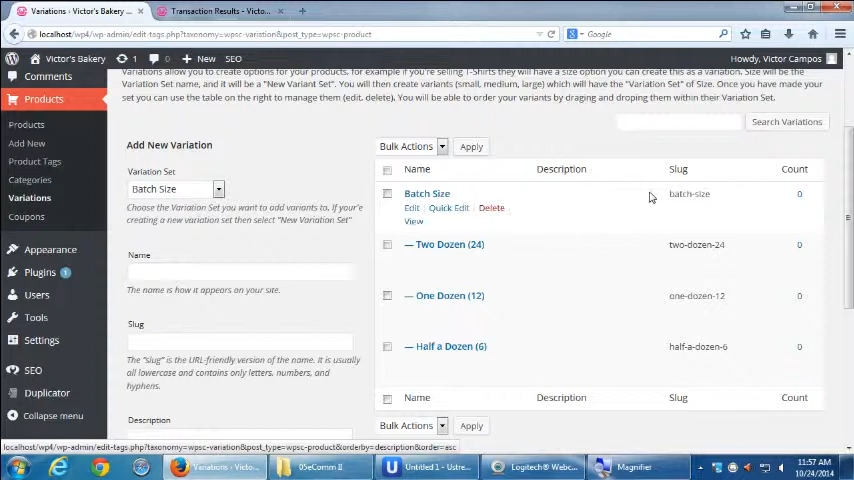 Variations ‹ Victor's Bakery ...
Transaction Results - Victo...
localhost/wp4/wp-admin/edit-tags.php?taxonomy=wpsc-variation&post_type=wpsc-product
Google
Victor's Bakery
1
0
New
SEO
Howdy, Victor Campos
Comments
Products
Products
Add New
Product Tags
Categories
Variations
Coupons
Appearance
Plugins 1
Users
Tools
Settings
SEO
Duplicator
Collapse menu
Variations allow you to create options for your products, for example if you're selling T-Shirts they will have a size option you can create this as a variation. Size will be the
Variation Set name, and it will be a "New Variant Set". You will then create variants (small, medium, large) which will have the "Variation Set" of Size. Once you have made your
set you can use the table on the right to manage them (edit, delete). You will be able to order your variants by draging and droping them within their Variation Set.
Search Variations
Add New Variation
Variation Set
Batch Size
Choose the Variation Set you want to add variants to. If your'e
creating a new variation set then select "New Variation Set"
Name
The name is how it appears on your site.
Slug
The "slug" is the URL-friendly version of the name. It is usually
all lowercase and contains only letters, numbers, and
hyphens.
Description
Bulk Actions
Apply
Name Description Slug Count
Batch Size batch-size 0
Edit | Quick Edit | Delete |
View
— Two Dozen (24) two-dozen-24 0
— One Dozen (12) one-dozen-12 0
— Half a Dozen (6) half-a-dozen-6 0
Name Description Slug Count
Bulk Actions
Apply
localhost/wp4/wp-admin/edit-tags.php?taxonomy=wpsc-variation&post_type=wpsc-product&orderby=description&order=asc
Variations ‹ Victo...
05eComm II
Untitled 1 - Ustre...
Logitech® Webc...
Magnifier
11:57 AM
10/24/2014